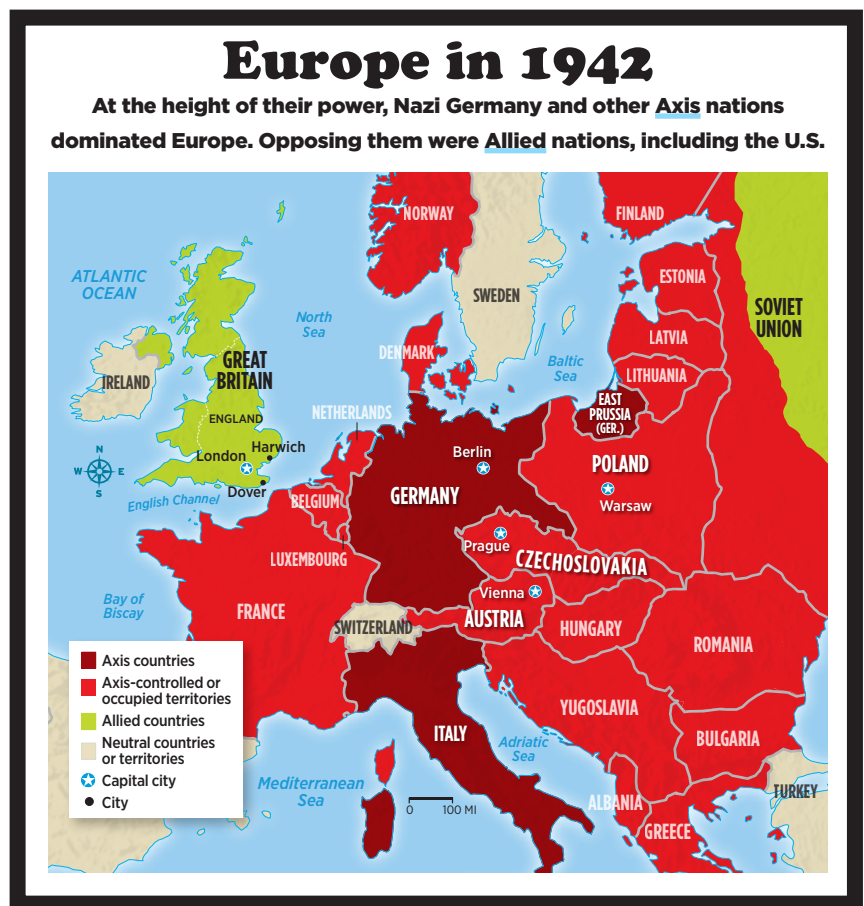 Europe in 1942
At the height of their power, Nazi Germany and other Axis nations
dominated Europe. Opposing them were Allied nations, including the U.S.
NORWAY
FINLAND
ATLANTIC
OCEAN
SWEDEN
ESTONIA
SOVIET
UNION
North
Sea
LATVIA
DENMARK
Baltic
Sea
LITHUANIA
IRELAND
GREAT
BRITAIN
EAST
PRUSSIA
(GER.)
NETHERLANDS
ENGLAND
Harwich
London
Dover
N
W
E
S
English Channel
Berlin
GERMANY
POLAND
Warsaw
BELGIUM
Prague
CZECHOSLOVAKIA
LUXEMBOURG
Vienna
AUSTRIA
Bay of
Biscay
FRANCE
SWITZERLAND
HUNGARY
ROMANIA
Axis countries
Axis-controlled or
occupied territories
Allied countries
Neutral countries
or territories
Capital city
City
YUGOSLAVIA
ITALY
Adriatic
Sea
BULGARIA
Mediterranean
Sea
0
100 MI
ALBANIA
GREECE
TURKEY